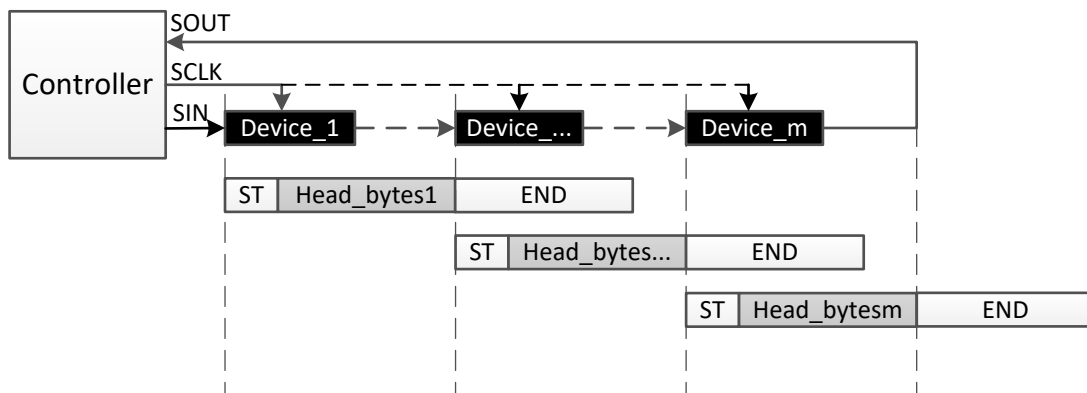 SOUT
Controller
SCLK
SIN
Device_1 Device_... Device_m
ST Head_bytes1 END
ST Head_bytes... END
ST Head_bytesm END